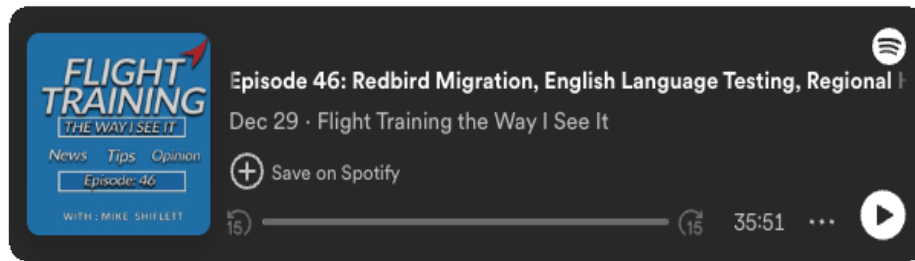 FLIGHT
TRAINING
THE WAY I SEE IT
News Tips Opinion
Episode: 46
WITH : MIKE SHIFLETT
Episode 46: Redbird Migration, English Language Testing, Regional
Dec 29 · Flight Training the Way I See It
Save on Spotify
15
15
35:51